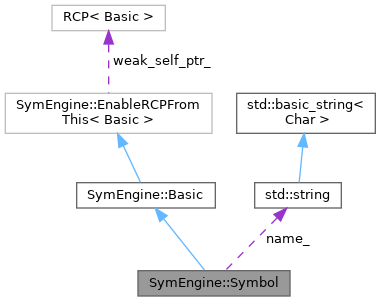 RCP< Basic >
weak_self_ptr_
SymEngine::EnableRCPFrom
This< Basic >
std::basic_string<
Char >
SymEngine::Basic
std::string
name_
SymEngine::Symbol